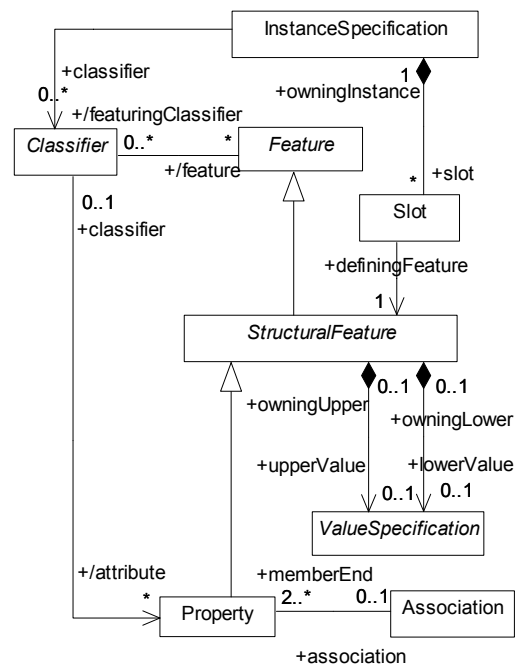 InstanceSpecification
+classifier
0..*
1
+owningInstance
+/featuringClassifier
Classifier
0..*
*
Feature
+/feature
*
+slot
0..1
+classifier
Slot
+definingFeature
1
StructuralFeature
0..1
0..1
+owningUpper
+owningLower
+upperValue
+lowerValue
0..1
0..1
ValueSpecification
+/attribute
*
+memberEnd
Property
2..*
0..1
Association
+association